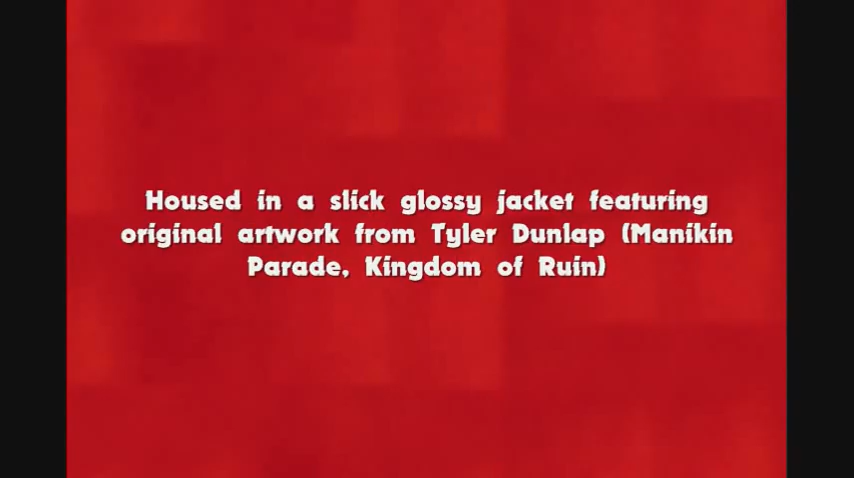 Housed in a slick glossy jacket featuring
original artwork from Tyler Dunlap (Manikin
Parade, Kingdom of Ruin)